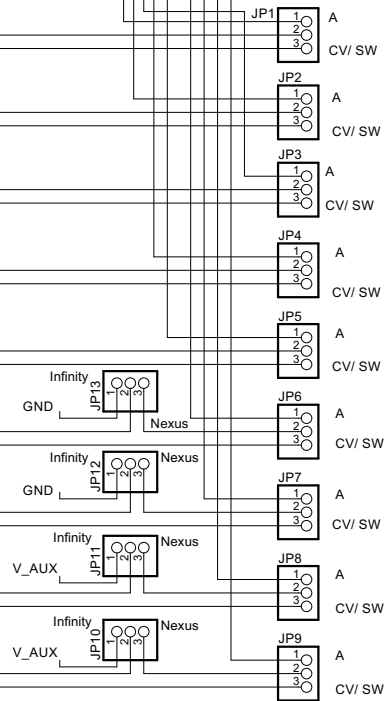 JP1
1 A
2
3 CV/ SW
JP2
1 A
2
3 CV/ SW
JP3
1 A
2
3 CV/ SW
JP4
1 A
2
3 CV/ SW
JP5
1 A
2
3 CV/ SW
Infinity
JP13
1 2 3
GND
Nexus
JP6
1 A
2
3 CV/ SW
Infinity
JP12
1 2 3
Nexus
GND
JP7
1 A
2
3 CV/ SW
Infinity
JP11
1 2 3
Nexus
V_AUX
JP8
1 A
2
3 CV/ SW
Infinity
JP10
1 2 3
Nexus
V_AUX
JP9
1 A
2
3 CV/ SW